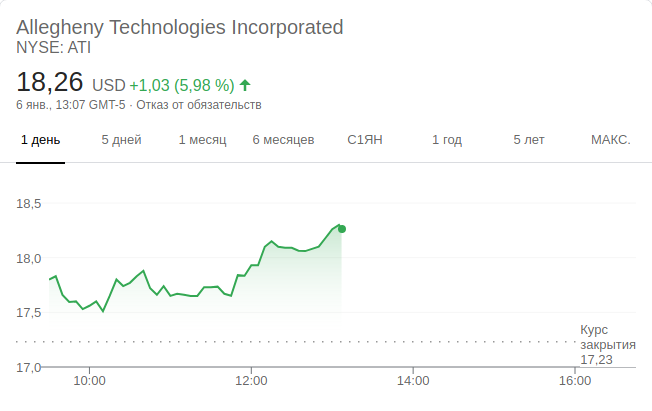 Allegheny Technologies Incorporated
NYSE: ATI
18,26 USD +1,03 (5,98 %)
6 янв., 13:07 GMT-5 · Отказ от обязательств
1 день 5 дней 1 месяц 6 месяцев С1ЯН 1 год 5 лет МАКС.
18,5
18,0
17,5
17,0
Курс
закрытия
17,23
10:00 12:00 14:00 16:00